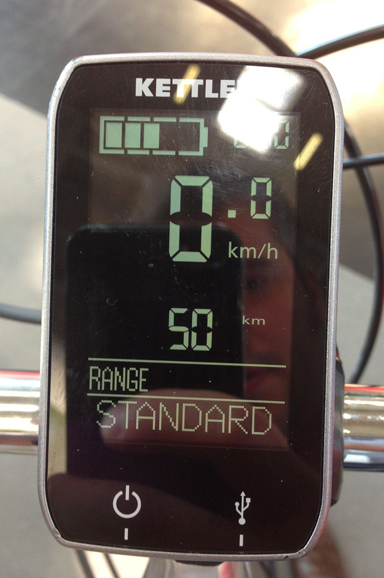 KETTLE
0.0
km/h
50 km
RANGE
STANDARD